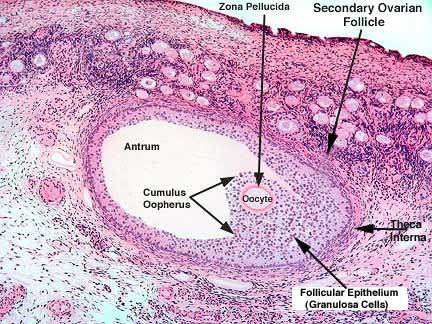 Zona Pellucida
Secondary Ovarian
Follicle
Antrum
Cumulus
Oopherus
Oocyte
Theca
Interna
Follicular Epithelium
(Granulosa Cells)